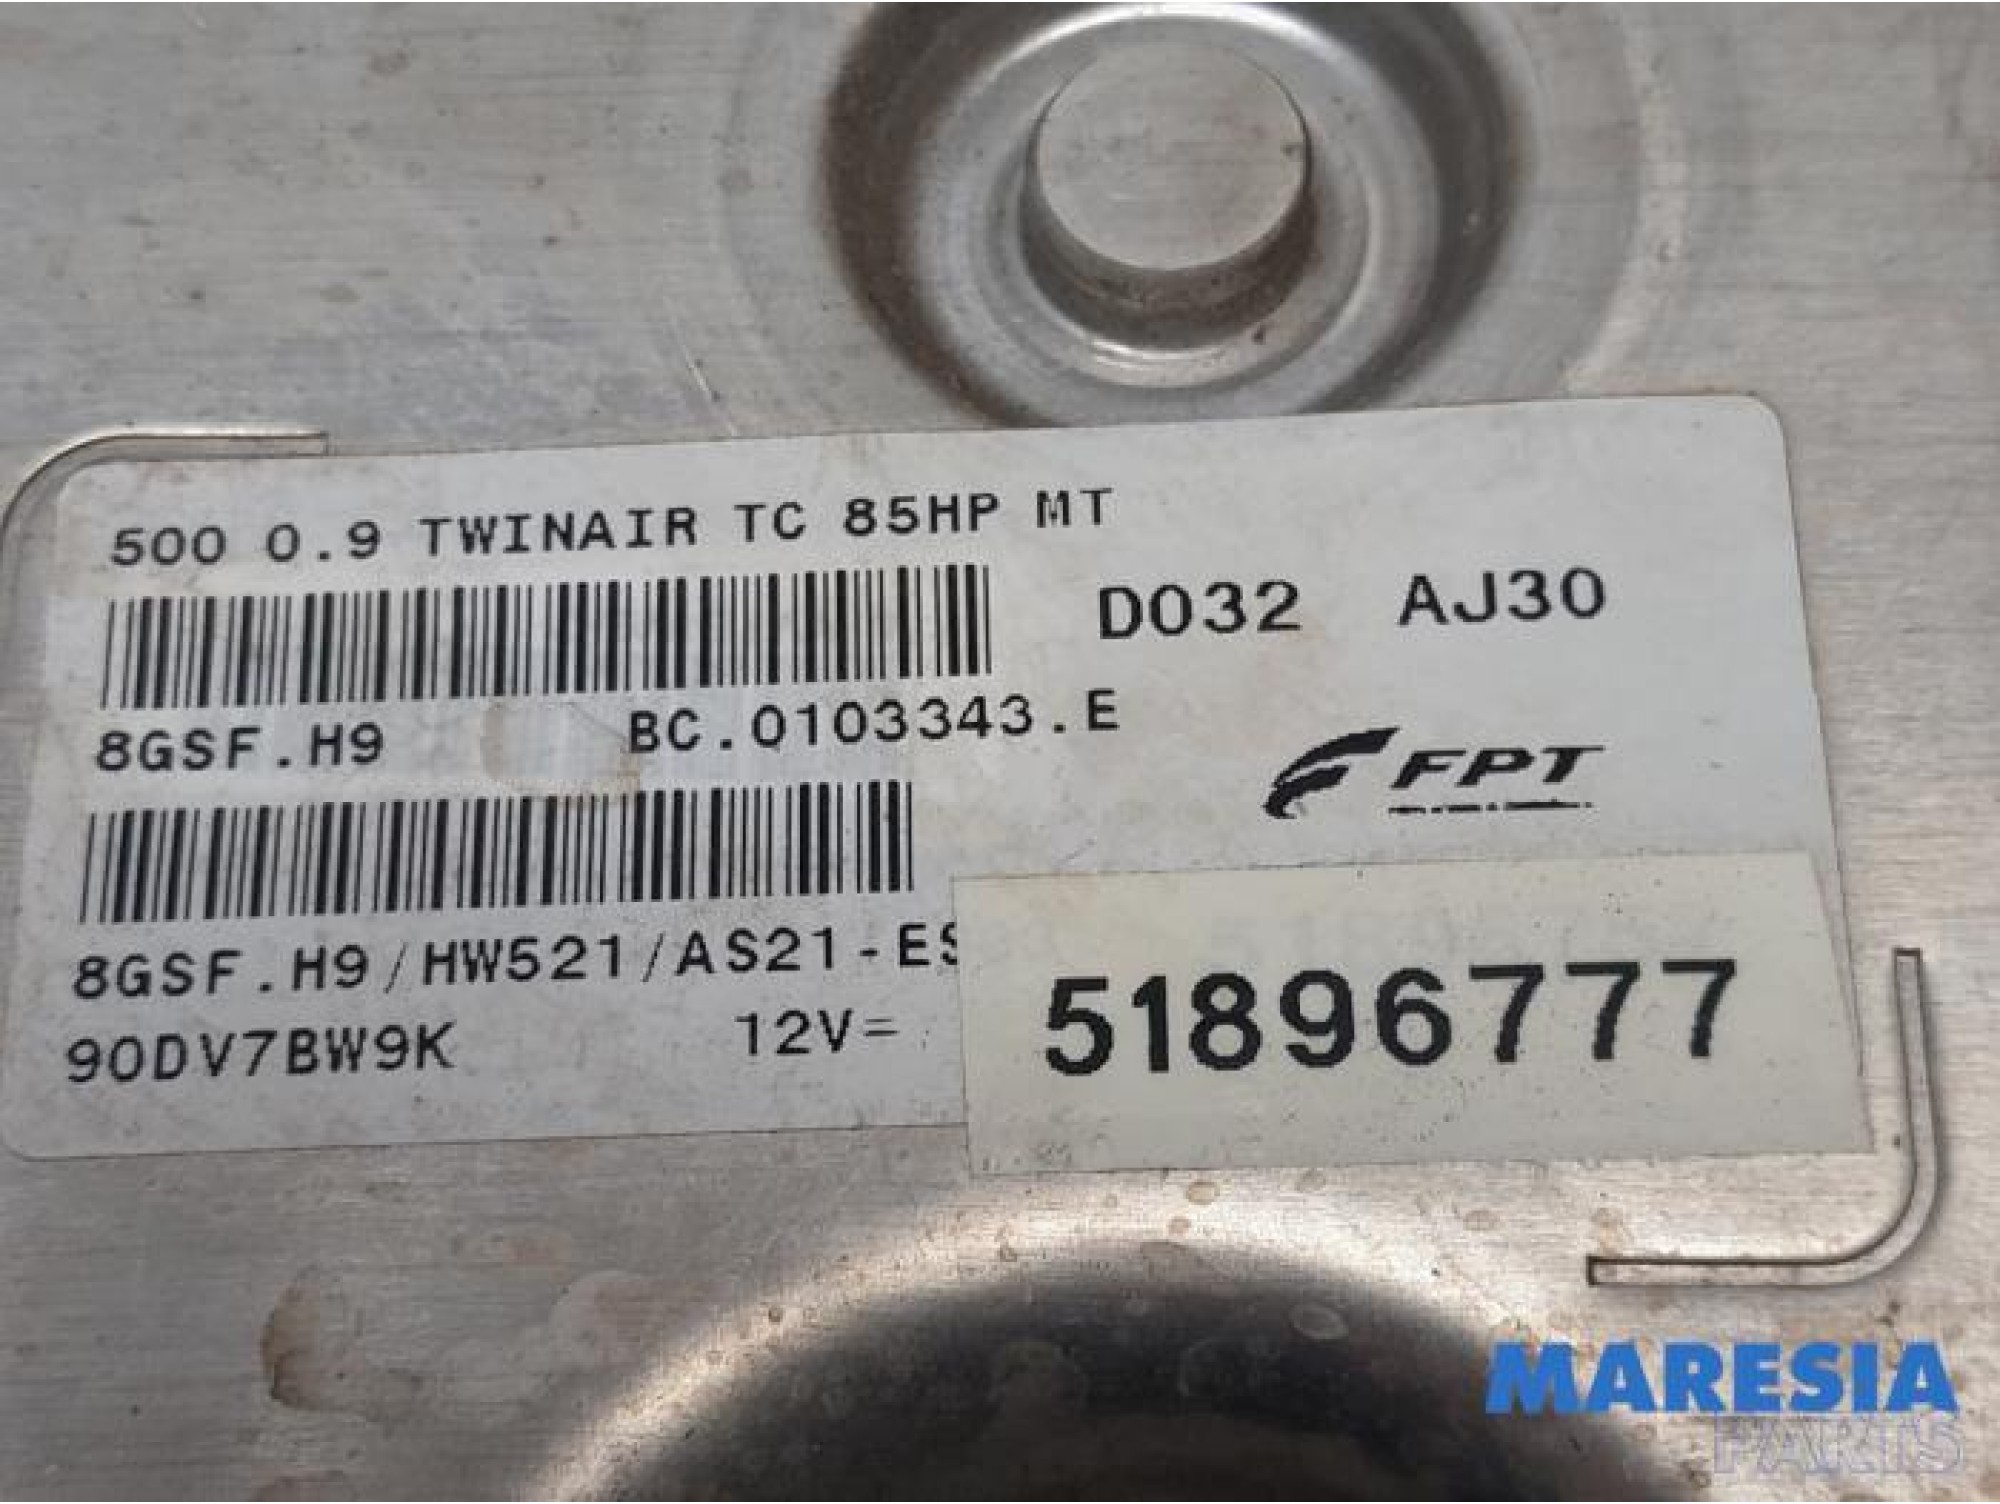 500 0.9 TWINAIR TC 85HP MT
D032 AJ30
8GSF.H9 BC.0103343.E
FPT
8GSF.H9/HW521/AS21-ES
90DV7BW9K 12V=
51896777
MARESIA
PARTS